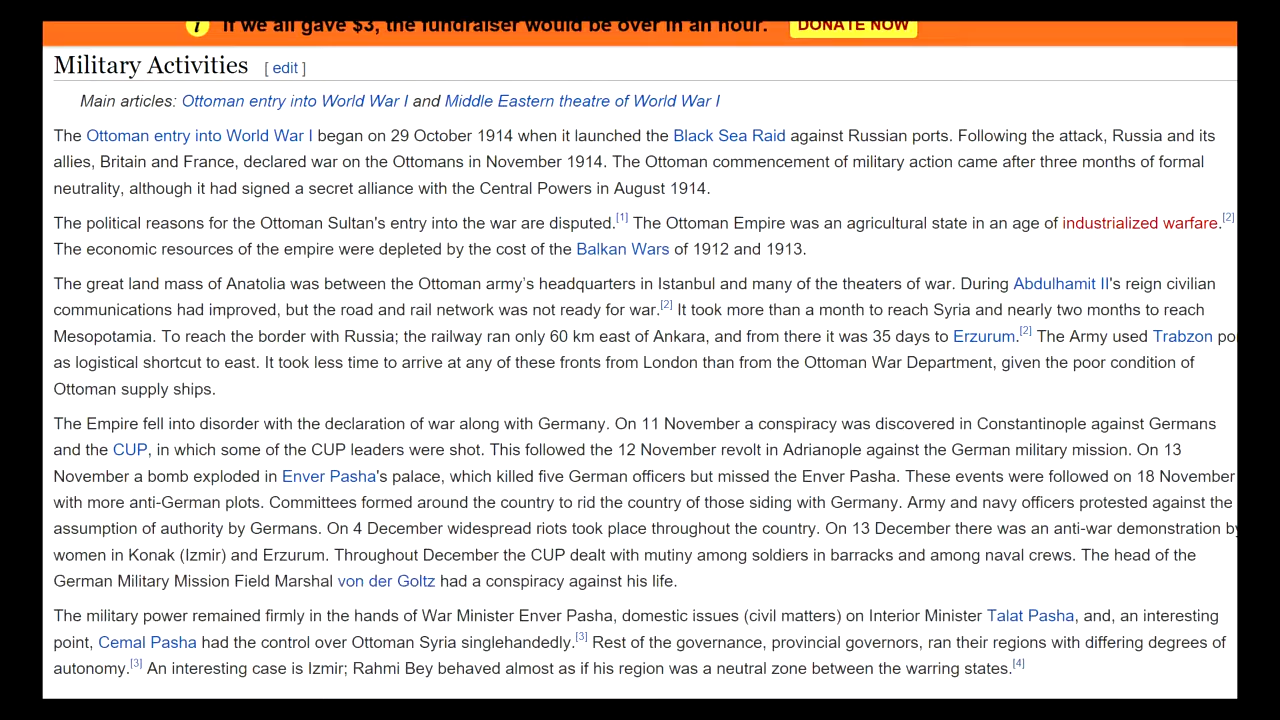 If we all gave $3, the fundraiser would be over in an hour. DONATE NOW
Military Activities [ edit ]
Main articles: Ottoman entry into World War I and Middle Eastern theatre of World War I
The Ottoman entry into World War I began on 29 October 1914 when it launched the Black Sea Raid against Russian ports. Following the attack, Russia and its
allies, Britain and France, declared war on the Ottomans in November 1914. The Ottoman commencement of military action came after three months of formal
neutrality, although it had signed a secret alliance with the Central Powers in August 1914.
The political reasons for the Ottoman Sultan's entry into the war are disputed.[1] The Ottoman Empire was an agricultural state in an age of industrialized warfare.[2]
The economic resources of the empire were depleted by the cost of the Balkan Wars of 1912 and 1913.
The great land mass of Anatolia was between the Ottoman army’s headquarters in Istanbul and many of the theaters of war. During Abdulhamit II's reign civilian
communications had improved, but the road and rail network was not ready for war.[2] It took more than a month to reach Syria and nearly two months to reach
Mesopotamia. To reach the border with Russia; the railway ran only 60 km east of Ankara, and from there it was 35 days to Erzurum.[2] The Army used Trabzon po
as logistical shortcut to east. It took less time to arrive at any of these fronts from London than from the Ottoman War Department, given the poor condition of
Ottoman supply ships.
The Empire fell into disorder with the declaration of war along with Germany. On 11 November a conspiracy was discovered in Constantinople against Germans
and the CUP, in which some of the CUP leaders were shot. This followed the 12 November revolt in Adrianople against the German military mission. On 13
November a bomb exploded in Enver Pasha's palace, which killed five German officers but missed the Enver Pasha. These events were followed on 18 November
with more anti-German plots. Committees formed around the country to rid the country of those siding with Germany. Army and navy officers protested against the
assumption of authority by Germans. On 4 December widespread riots took place throughout the country. On 13 December there was an anti-war demonstration by
women in Konak (Izmir) and Erzurum. Throughout December the CUP dealt with mutiny among soldiers in barracks and among naval crews. The head of the
German Military Mission Field Marshal von der Goltz had a conspiracy against his life.
The military power remained firmly in the hands of War Minister Enver Pasha, domestic issues (civil matters) on Interior Minister Talat Pasha, and, an interesting
point, Cemal Pasha had the control over Ottoman Syria singlehandedly.[3] Rest of the governance, provincial governors, ran their regions with differing degrees of
autonomy.[3] An interesting case is Izmir; Rahmi Bey behaved almost as if his region was a neutral zone between the warring states.[4]